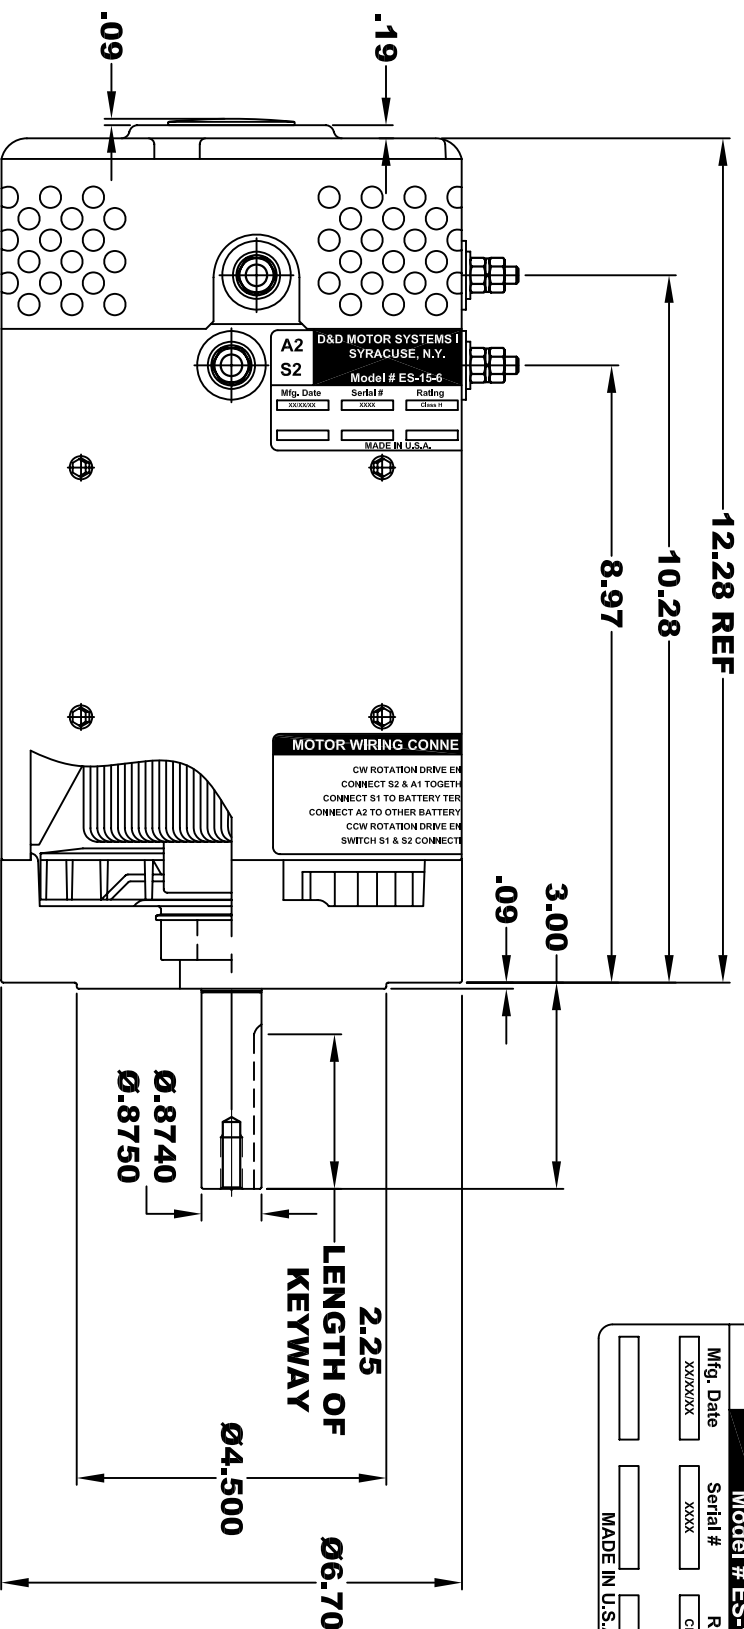 .09
.19
12.28 REF
10.28
8.97
3.00
.09
A2
S2
D&D MOTOR SYSTEMS I
SYRACUSE, N.Y.
Model # ES-15-6
Mfg. Date
Serial #
Rating
XX/XX/XX
XXXX
Class H
MADE IN U.S.A.
MOTOR WIRING CONNE
CW ROTATION DRIVE EN
CONNECT S2 & A1 TOGETH
CONNECT S1 TO BATTERY TER
CONNECT A2 TO OTHER BATTERY
CCW ROTATION DRIVE EN
SWITCH S1 & S2 CONNECTI
Ø.8740
Ø.8750
2.25
LENGTH OF
KEYWAY
Ø4.500
Ø6.70
Model # ES-
Mfg. Date
Serial #
R
XX/XX/XX
XXXX
MADE IN U.S.